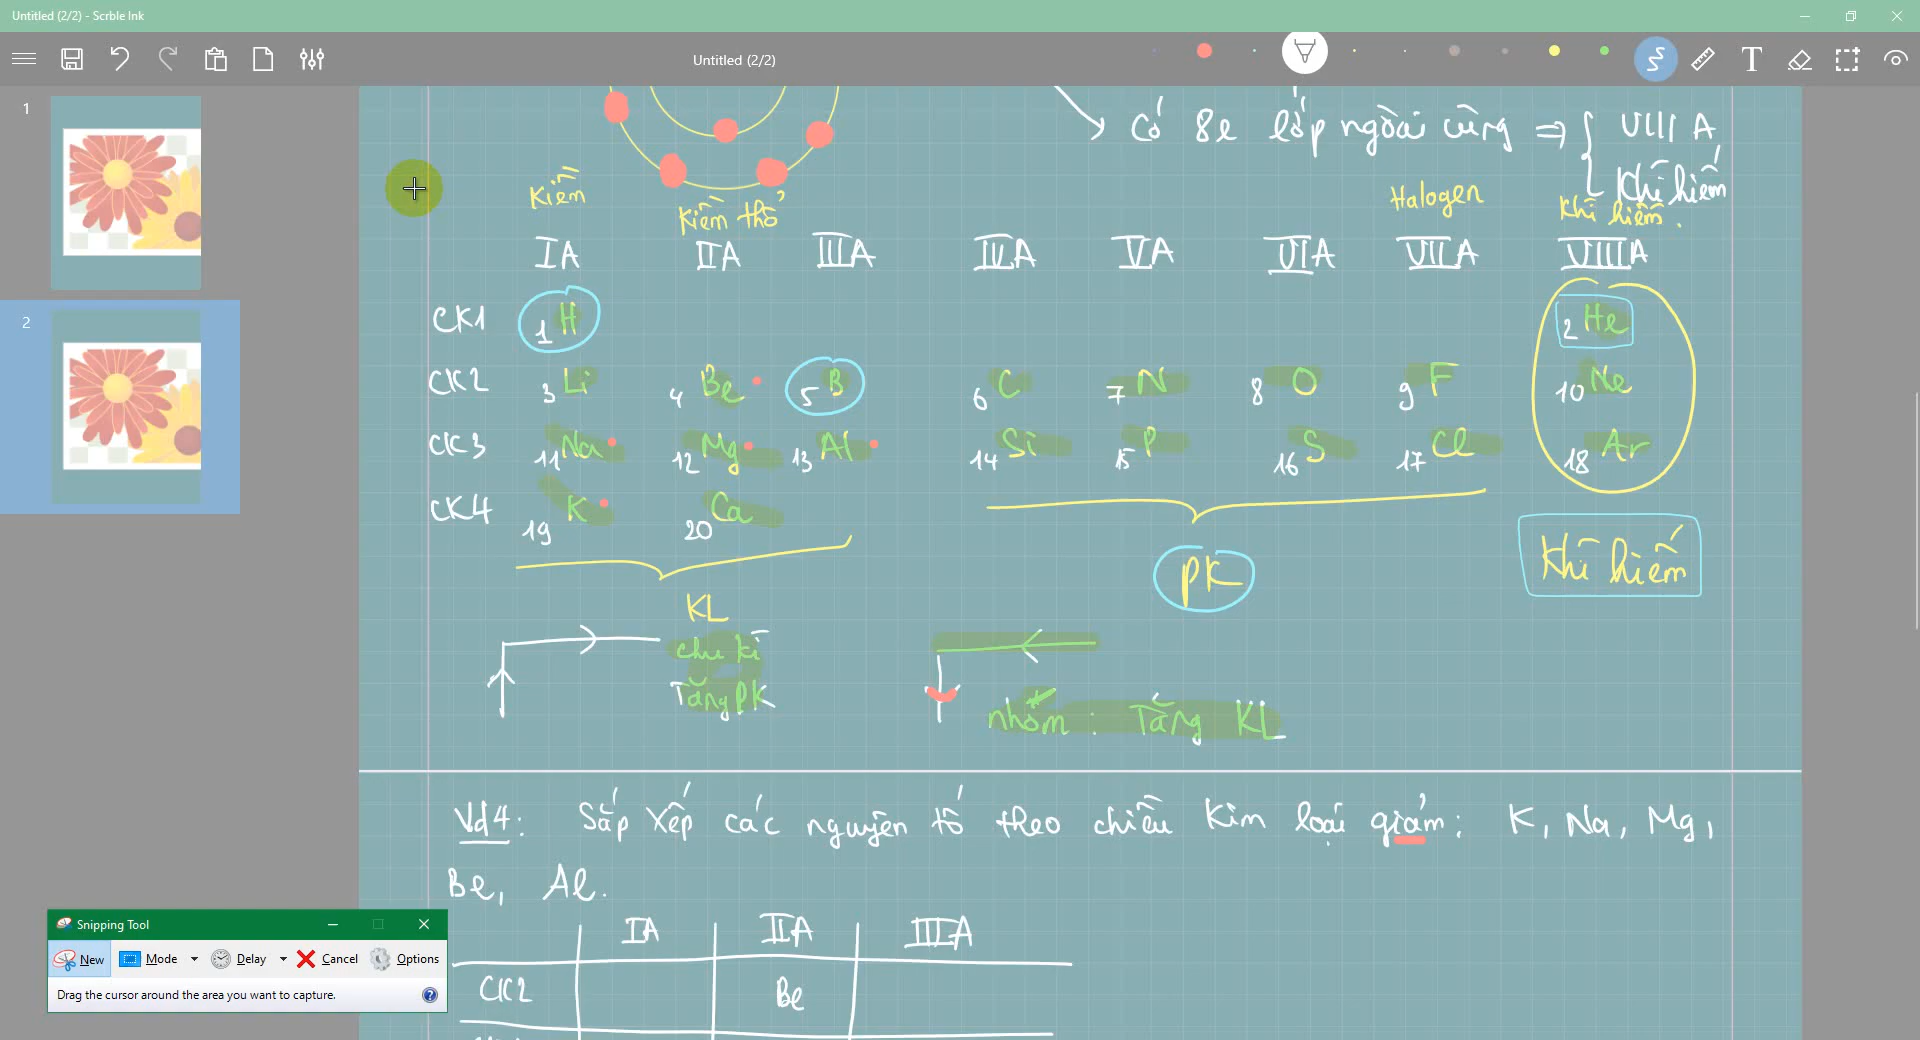 Untitled (2/2) - Scrble Ink
Untitled (2/2)
T
1
2
Có 8e lớp ngoài cùng ⇒ { VIII A
Khí hiếm
Kiềm
Kiềm thổ
Halogen
Khí hiếm.
IA IIA IIIA IVA VA VIA VIIA VIIIA
CK1 1 H 2 He
CK2 3 Li 4 Be 5 B 6 C 7 N 8 O 9 F 10 Ne
CK3 11 Na 12 Mg 13 Al 14 Si 15 P 16 S 17 Cl 18 Ar
CK4 19 K 20 Ca
Khí hiếm
PK
KL
chu kì
Tăng PK
nhóm : Tăng KL
Vd4: Sắp xếp các nguyên tố theo chiều Kim loại giảm: K, Na, Mg,
Be, Al.
IA IIA IIIA
CK2 Be
Snipping Tool
New Mode Delay Cancel Options
Drag the cursor around the area you want to capture.